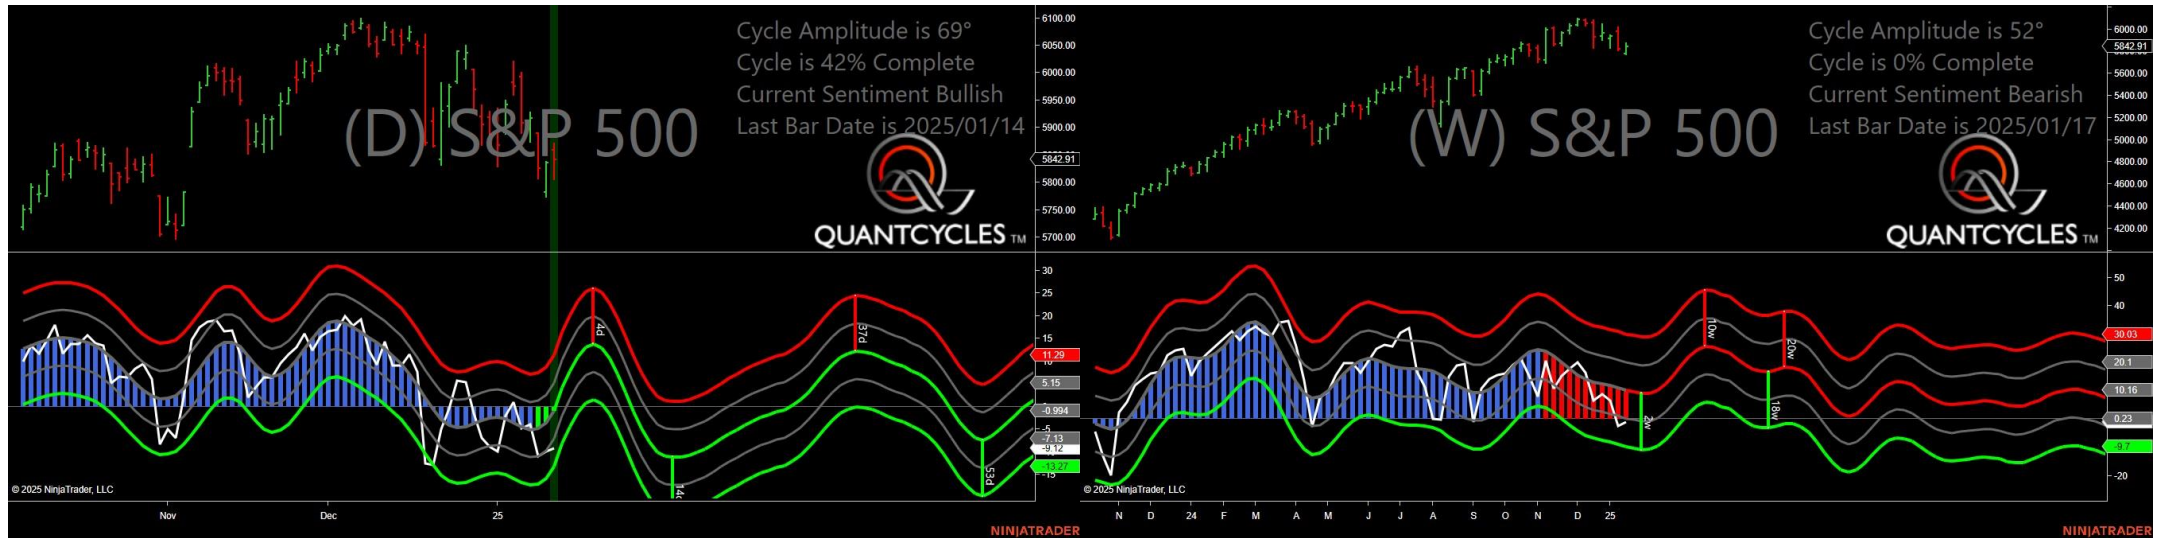 Cycle Amplitude is 69°
Cycle is 42% Complete
Current Sentiment Bullish
Last Bar Date is 2025/01/14
(D) S&P 500
QUANTCYCLES TM
6100.00
6050.00
6000.00
5950.00
5900.00
5842.91
5800.00
5750.00
5700.00
30
25
20
15
11.29
5.15
-0.994
-5
-7.13
-9.12
-13.27
-15
4d
14d
37d
53d
© 2025 NinjaTrader, LLC
Nov
Dec
25
NINJATRADER
Cycle Amplitude is 52°
Cycle is 0% Complete
Current Sentiment Bearish
Last Bar Date is 2025/01/17
(W) S&P 500
QUANTCYCLES TM
6000.00
5842.91
5600.00
5400.00
5200.00
5000.00
4800.00
4600.00
4400.00
4200.00
50
40
30.03
20.1
10.16
0.23
-9.7
-20
2w
10w
18w
20w
© 2025 NinjaTrader, LLC
N D 24 F M A M J J A S O N D 25
NINJATRADER